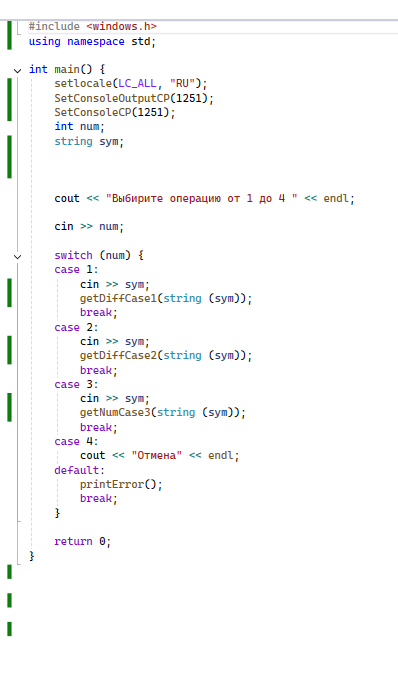 #include <windows.h>
using namespace std;
int main() {
setlocale(LC_ALL, "RU");
SetConsoleOutputCP(1251);
SetConsoleCP(1251);
int num;
string sym;
cout << "Выбирите операцию от 1 до 4 " << endl;
cin >> num;
switch (num) {
case 1:
cin >> sym;
getDiffCase1(string (sym));
break;
case 2:
cin >> sym;
getDiffCase2(string (sym));
break;
case 3:
cin >> sym;
getNumCase3(string (sym));
break;
case 4:
cout << "Отмена" << endl;
default:
printError();
break;
}
return 0;
}